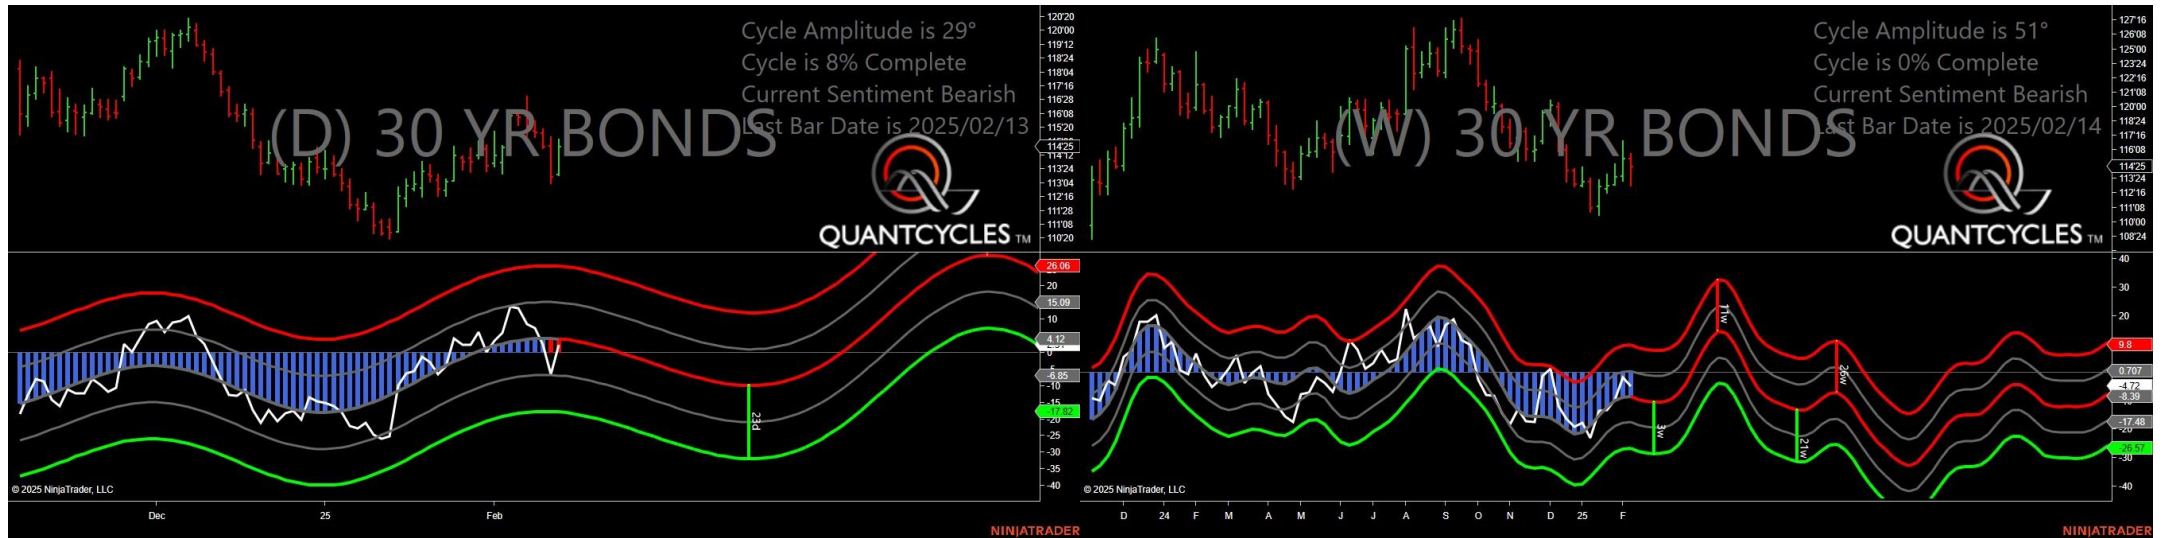 Cycle Amplitude is 29°
Cycle is 8% Complete
Current Sentiment Bearish
Last Bar Date is 2025/02/13
(D) 30 YR BONDS
QUANTCYCLES TM
120'20
120'00
119'12
118'24
118'04
117'16
116'28
116'08
115'20
114'25
114'12
113'24
113'04
112'16
111'28
111'08
110'20
26.06
20
15.09
10
4.12
0
-6.85
-10
-15
-17.82
-20
-25
-30
-35
-40
23d
© 2025 NinjaTrader, LLC
Dec
25
Feb
NINJATRADER
Cycle Amplitude is 51°
Cycle is 0% Complete
Current Sentiment Bearish
Last Bar Date is 2025/02/14
(W) 30 YR BONDS
QUANTCYCLES TM
127'16
126'08
125'00
123'24
122'16
121'08
120'00
118'24
117'16
116'08
114'25
113'24
112'16
111'08
110'00
108'24
40
30
20
9.8
0.707
-4.72
-8.39
-17.48
-20
-26.57
-30
-40
3w
11w
21w
26w
© 2025 NinjaTrader, LLC
D 24 F M A M J J A S O N D 25 F
NINJATRADER